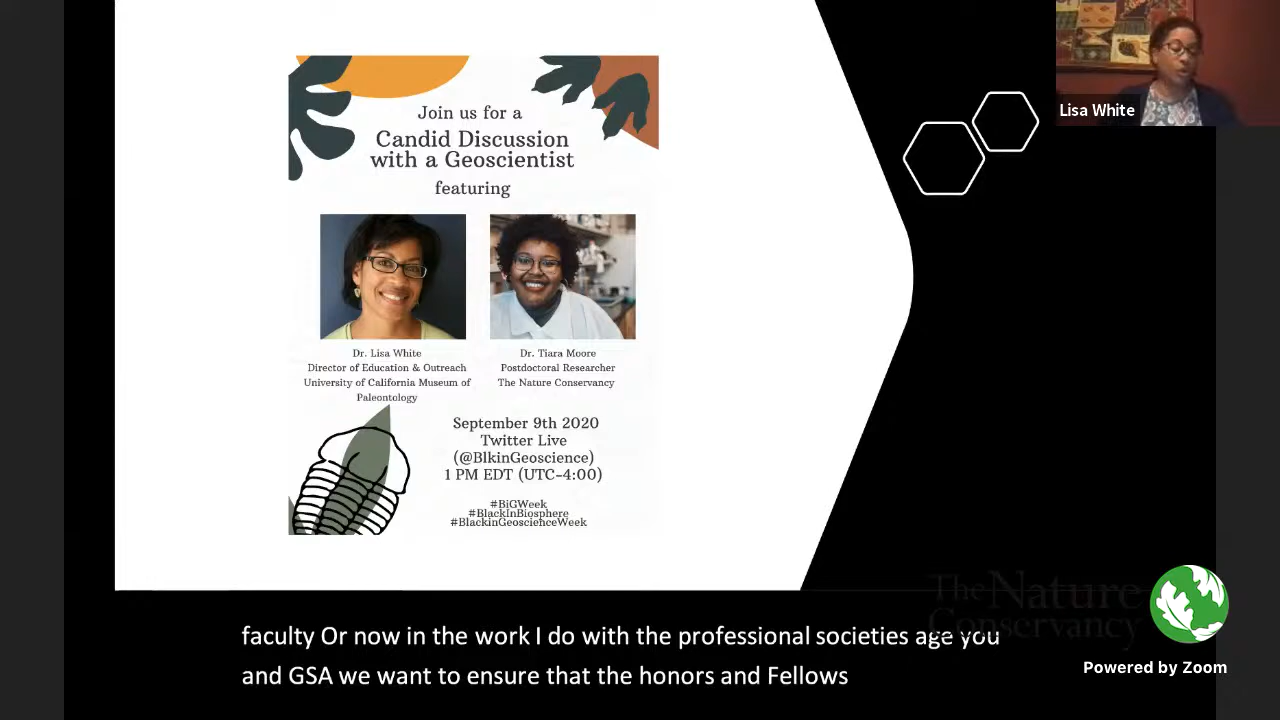 Join us for a
Candid Discussion
with a Geoscientist
featuring
Dr. Lisa White
Director of Education & Outreach
University of California Museum of
Paleontology
Dr. Tiara Moore
Postdoctoral Researcher
The Nature Conservancy
September 9th 2020
Twitter Live
(@BlkinGeoscience)
1 PM EDT (UTC-4:00)
#BiGWeek
#BlackInBiosphere
#BlackinGeoscienceWeek
Lisa White
The Nature
Conservancy
Powered by Zoom
faculty Or now in the work I do with the professional societies age you
and GSA we want to ensure that the honors and Fellows